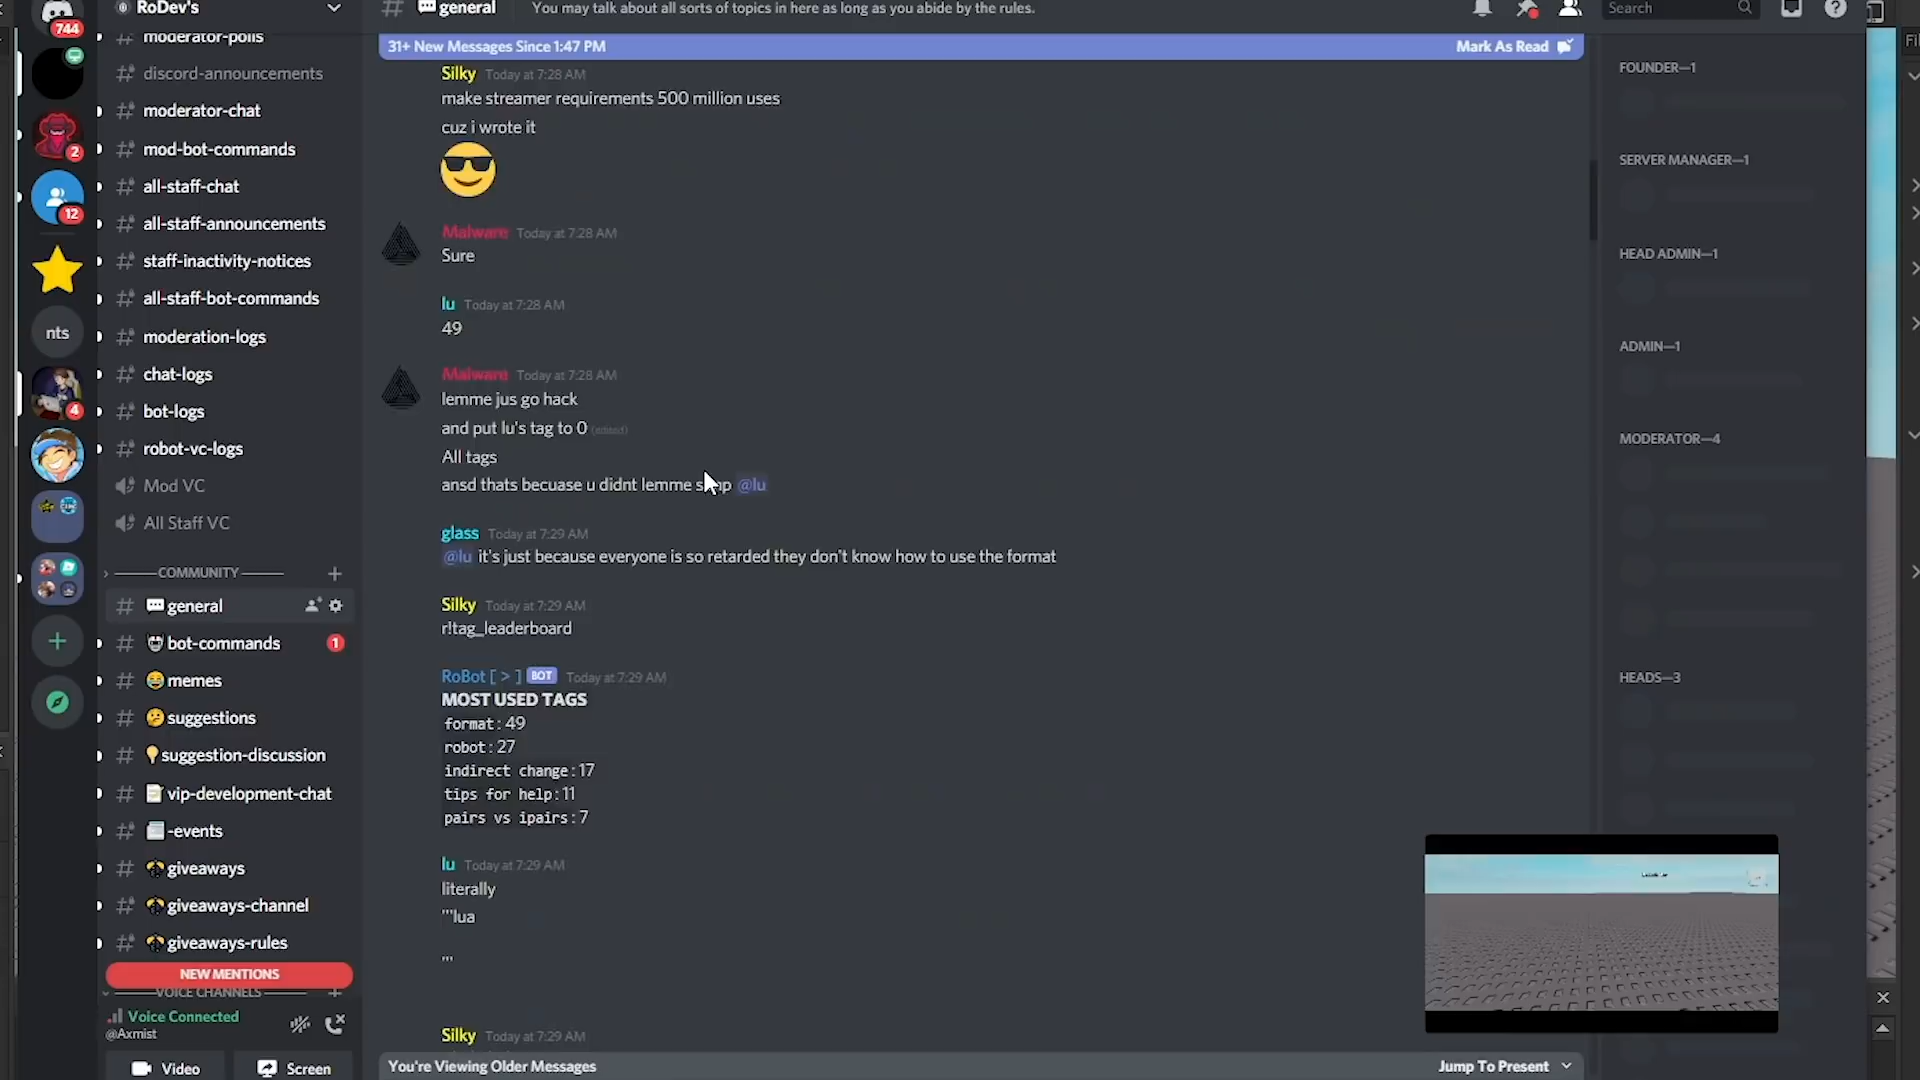 744
RoDev's
# general
You may talk about all sorts of topics in here as long as you abide by the rules.
Search
31+ New Messages Since 1:47 PM
Mark As Read
moderator-polls
discord-announcements
moderator-chat
mod-bot-commands
all-staff-chat
all-staff-announcements
staff-inactivity-notices
all-staff-bot-commands
moderation-logs
chat-logs
bot-logs
robot-vc-logs
Mod VC
All Staff VC
COMMUNITY
general
bot-commands
1
memes
suggestions
suggestion-discussion
vip-development-chat
-events
giveaways
giveaways-channel
giveaways-rules
NEW MENTIONS
VOICE CHANNELS
Voice Connected
@Axmist
Video
Screen
2
12
nts
4
Silky Today at 7:28 AM
make streamer requirements 500 million uses
cuz i wrote it
Malware Today at 7:28 AM
Sure
lu Today at 7:28 AM
49
Malware Today at 7:28 AM
lemme jus go hack
and put lu's tag to 0 (edited)
All tags
ansd thats becuase u didnt lemme @lu
glass Today at 7:29 AM
@lu it's just because everyone is so retarded they don't know how to use the format
Silky Today at 7:29 AM
r!tag_leaderboard
RoBot [ > ] BOT Today at 7:29 AM
MOST USED TAGS
format: 49
robot: 27
indirect change: 17
tips for help: 11
pairs vs ipairs: 7
lu Today at 7:29 AM
literally
'''lua
'''
Silky Today at 7:29 AM
You're Viewing Older Messages
Jump To Present
FOUNDER—1
SERVER MANAGER—1
HEAD ADMIN—1
ADMIN—1
MODERATOR—4
HEADS—3